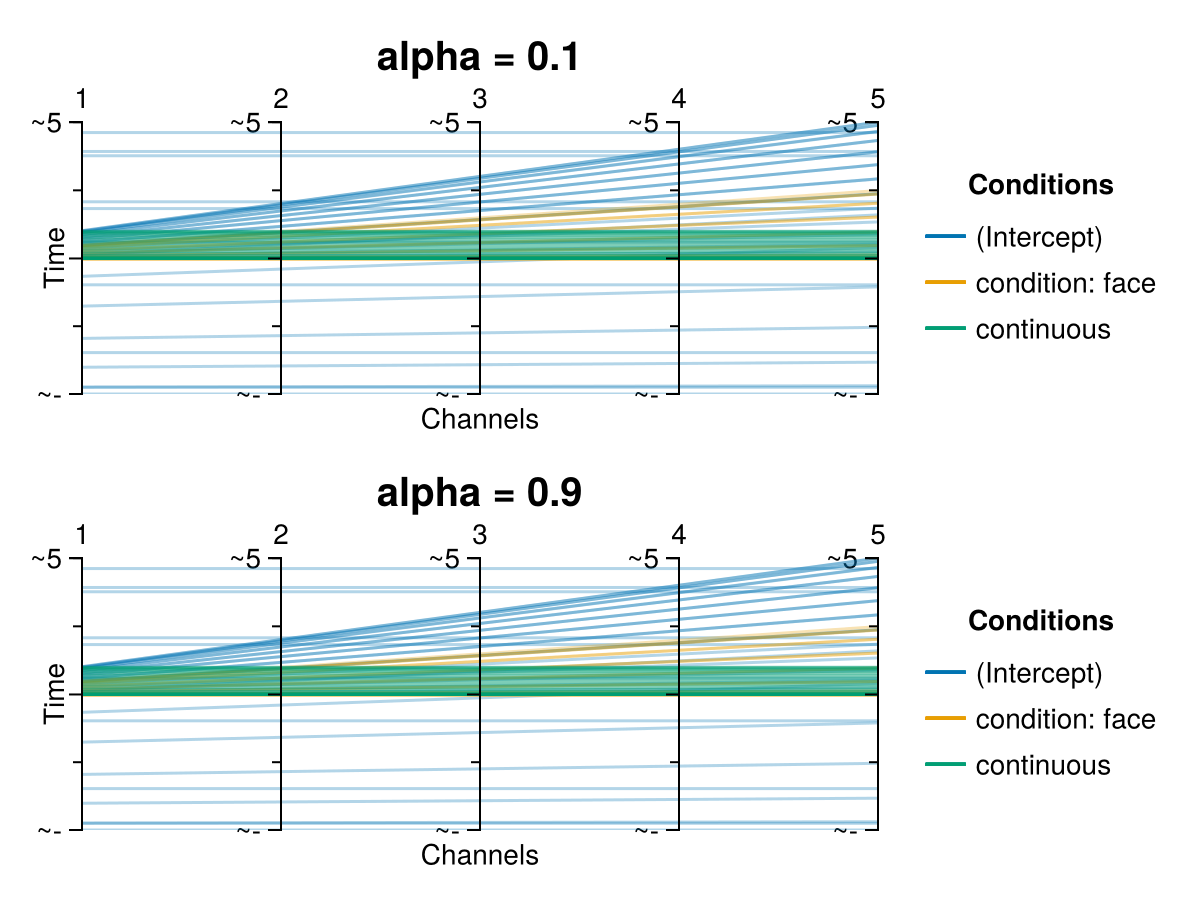 alpha = 0.1
1 2 3 4 5
~5 ~5 ~5 ~5 ~5
Time
~- ~- ~- ~- ~-
Channels
Conditions
(Intercept)
condition: face
continuous
alpha = 0.9
1 2 3 4 5
~5 ~5 ~5 ~5 ~5
Time
~- ~- ~- ~- ~-
Channels
Conditions
(Intercept)
condition: face
continuous